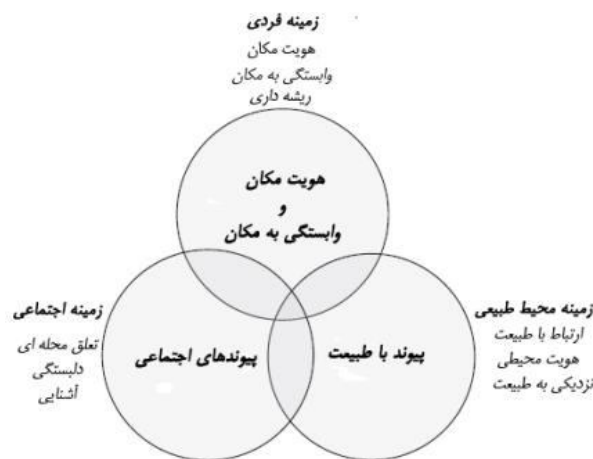 زمینه فردی
هویت مکان
وابستگی به مکان
ریشه داری
هویت مکان
و
وابستگی به مکان
زمینه محیط طبیعی
ارتباط با طبیعت
هویت محیطی
نزدیکی به طبیعت
پیوند با طبیعت
پیوندهای اجتماعی
زمینه اجتماعی
تعلق محله ای
دلبستگی
آشنایی